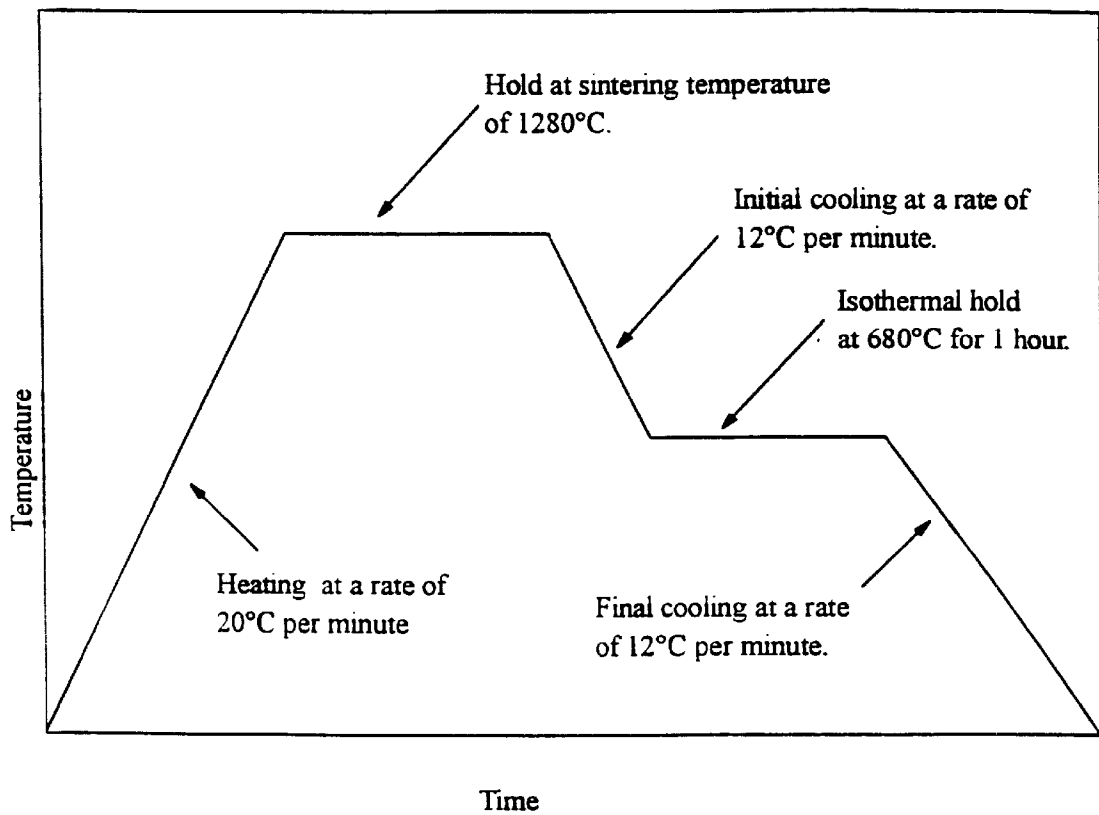 Hold at sintering temperature
of 1280°C.
Initial cooling at a rate of
12°C per minute.
Isothermal hold
at 680°C for 1 hour.
Temperature
Heating at a rate of
20°C per minute
Final cooling at a rate
of 12°C per minute.
Time